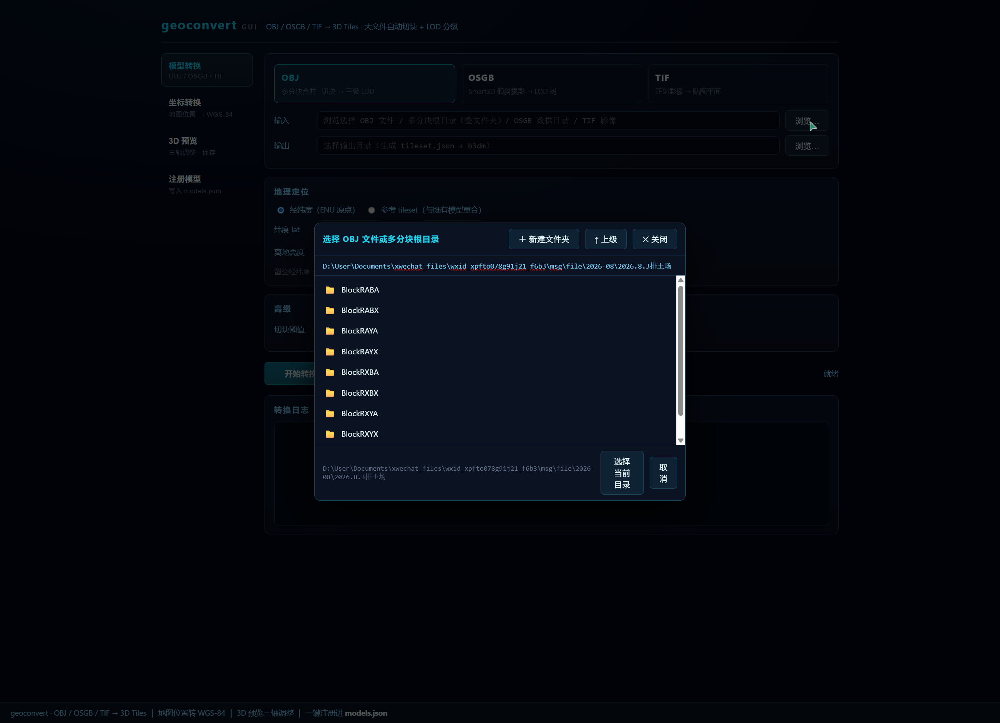 geoconvert GUI OBJ / OSGB / TIF → 3D Tiles · 大文件自动切块 + LOD 分级
模型转换
OBJ / OSGB / TIF
坐标转换
地图位置 → WGS-84
3D 预览
三轴调整 · 保存
注册模型
写入 models.json
OBJ
多分块合并 · 切块 → 三级 LOD
OSGB
Smart3D 倾斜摄影 → LOD 树
TIF
正射影像 → 贴图平面
输入 浏览选择 OBJ 文件 / 多分块根目录（整文件夹）/ OSGB 数据目录 / TIF 影像 浏览...
输出 选择输出目录（生成 tileset.json + b3dm） 浏览...
地理定位
经纬度（ENU 原点） 参考 tileset（与既有模型重合）
纬度 lat
离地高度
留空经纬度
高级
切块阈值
开始转换
就绪
转换日志
选择 OBJ 文件或多分块根目录 ＋ 新建文件夹 ↑ 上级 ✕ 关闭
D:\User\Documents\xwechat_files\wxid_xpfto078g91j21_f6b3\msg\file\2026-08\2026.8.3排土场
BlockRABA
BlockRABX
BlockRAYA
BlockRAYX
BlockRXBA
BlockRXBX
BlockRXYA
BlockRXYX
D:\User\Documents\xwechat_files\wxid_xpfto078g91j21_f6b3\msg\file\2026-
08\2026.8.3排土场
选择
当前
目录
取
消
geoconvert · OBJ / OSGB / TIF → 3D Tiles | 地图位置转 WGS-84 | 3D 预览三轴调整 | 一键注册进 models.json